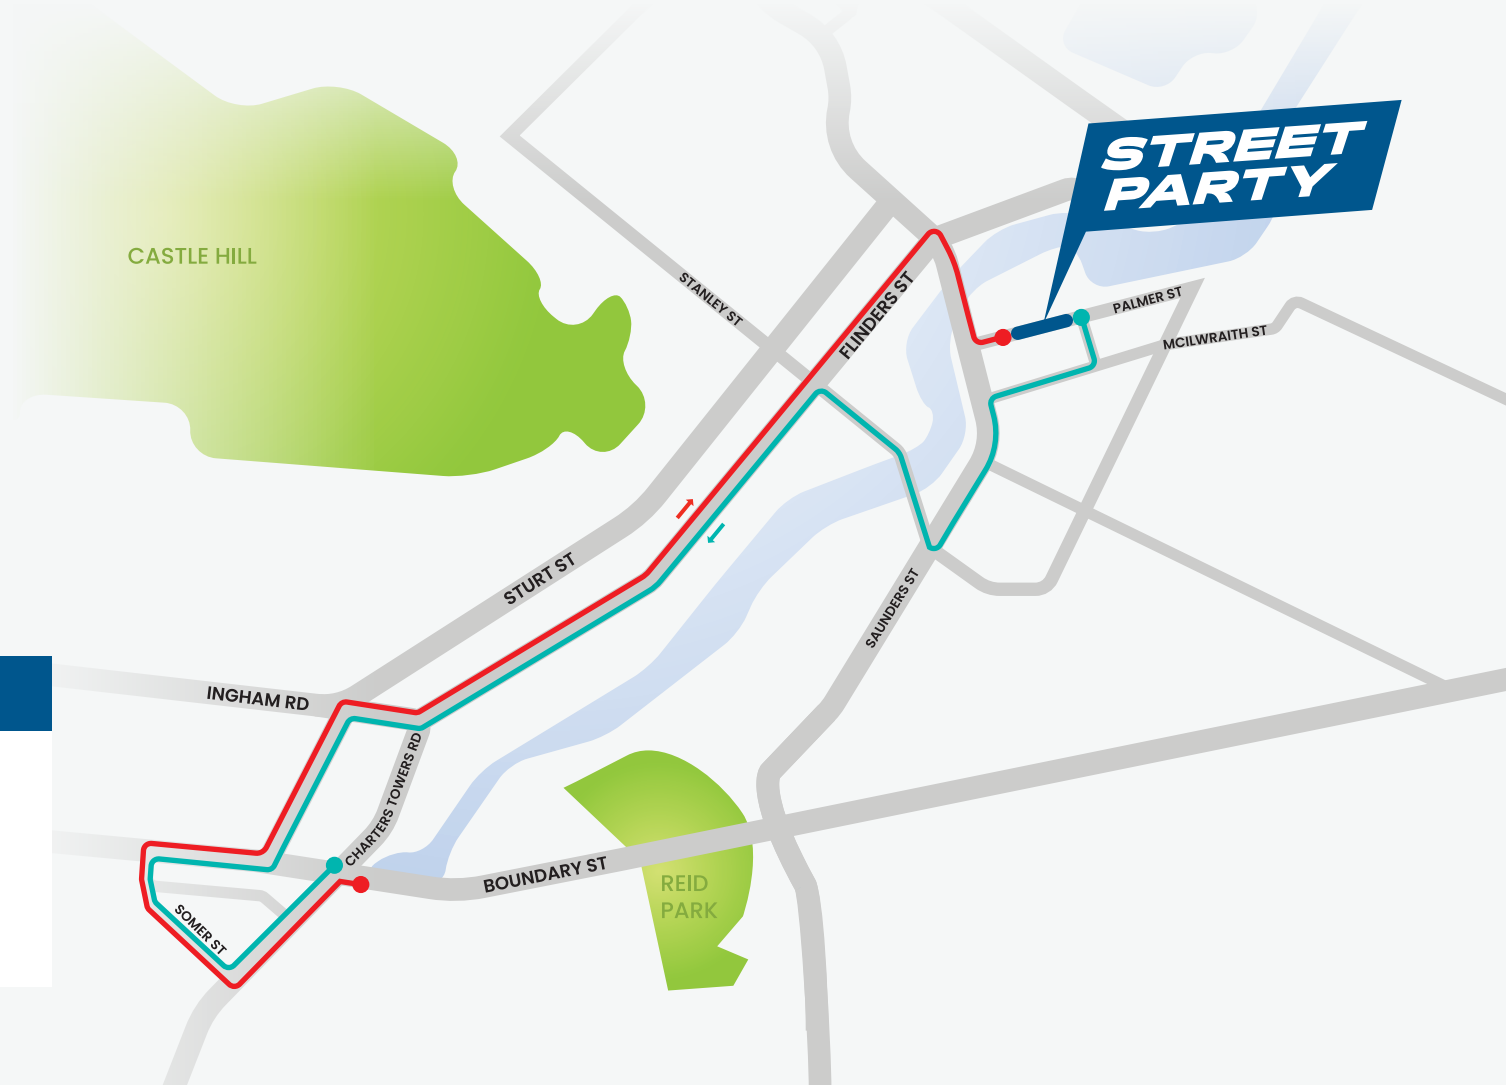 STREET
PARTY
CASTLE HILL
STANLEY ST
FLINDERS ST
PALMER ST
MCILWRAITH ST
STURT ST
SAUNDERS ST
INGHAM RD
CHARTERS TOWERS RD
BOUNDARY ST
REID
PARK
SOMER ST